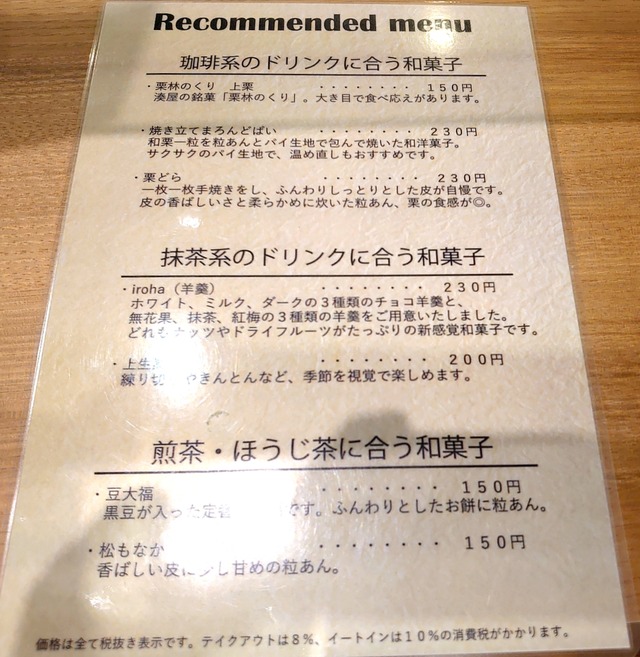 Recommended menu
珈琲系のドリンクに合う和菓子
・栗林のくり　上栗　・・・・・・・・　１５０円
湊屋の銘菓「栗林のくり」。大き目で食べ応えがあります。
・焼き立てまろんどぱい　・・・・・・・・　２３０円
和栗一粒を粒あんとパイ生地で包んで焼いた和洋菓子。
サクサクのパイ生地で、温め直しもおすすめです。
・栗どら　・・・・・・・・　２３０円
一枚一枚手焼きをし、ふんわりしっとりとした皮が自慢です。
皮の香ばしいさと柔らかめに炊いた粒あん、栗の食感が◎。
抹茶系のドリンクに合う和菓子
・iroha（羊羹）　・・・・・・・・　２３０円
ホワイト、ミルク、ダークの３種類のチョコ羊羹と、
無花果、抹茶、紅梅の３種類の羊羹をご用意いたしました。
どれもナッツやドライフルーツがたっぷりの新感覚和菓子です。
・上生　・・・・・・・・　２００円
練り切　やきんとんなど、季節を視覚で楽しめます。
煎茶・ほうじ茶に合う和菓子
・豆大福　・・・・・・・・　１５０円
黒豆が入った定　です。ふんわりとしたお餅に粒あん。
・松もなか　・・・・・・・・　１５０円
香ばしい皮に少し甘めの粒あん。
価格は全て税抜き表示です。テイクアウトは８％、イートインは１０％の消費税がかかります。